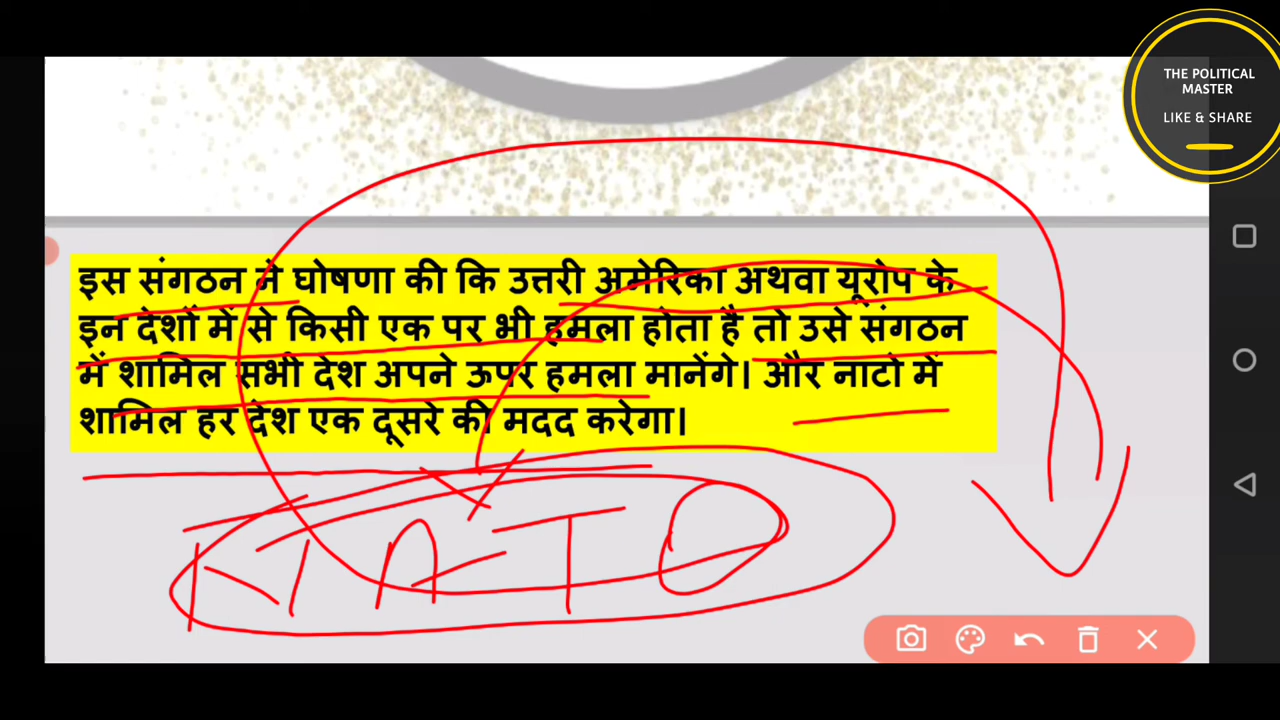 THE POLITICAL
MASTER
LIKE & SHARE
इस संगठन ने घोषणा की कि उत्तरी अमेरिका अथवा यूरोप के
इन देशों में से किसी एक पर भी हमला होता है तो उसे संगठन
में शामिल सभी देश अपने ऊपर हमला मानेंगे। और नाटो में
शामिल हर देश एक दूसरे की मदद करेगा।
NATO